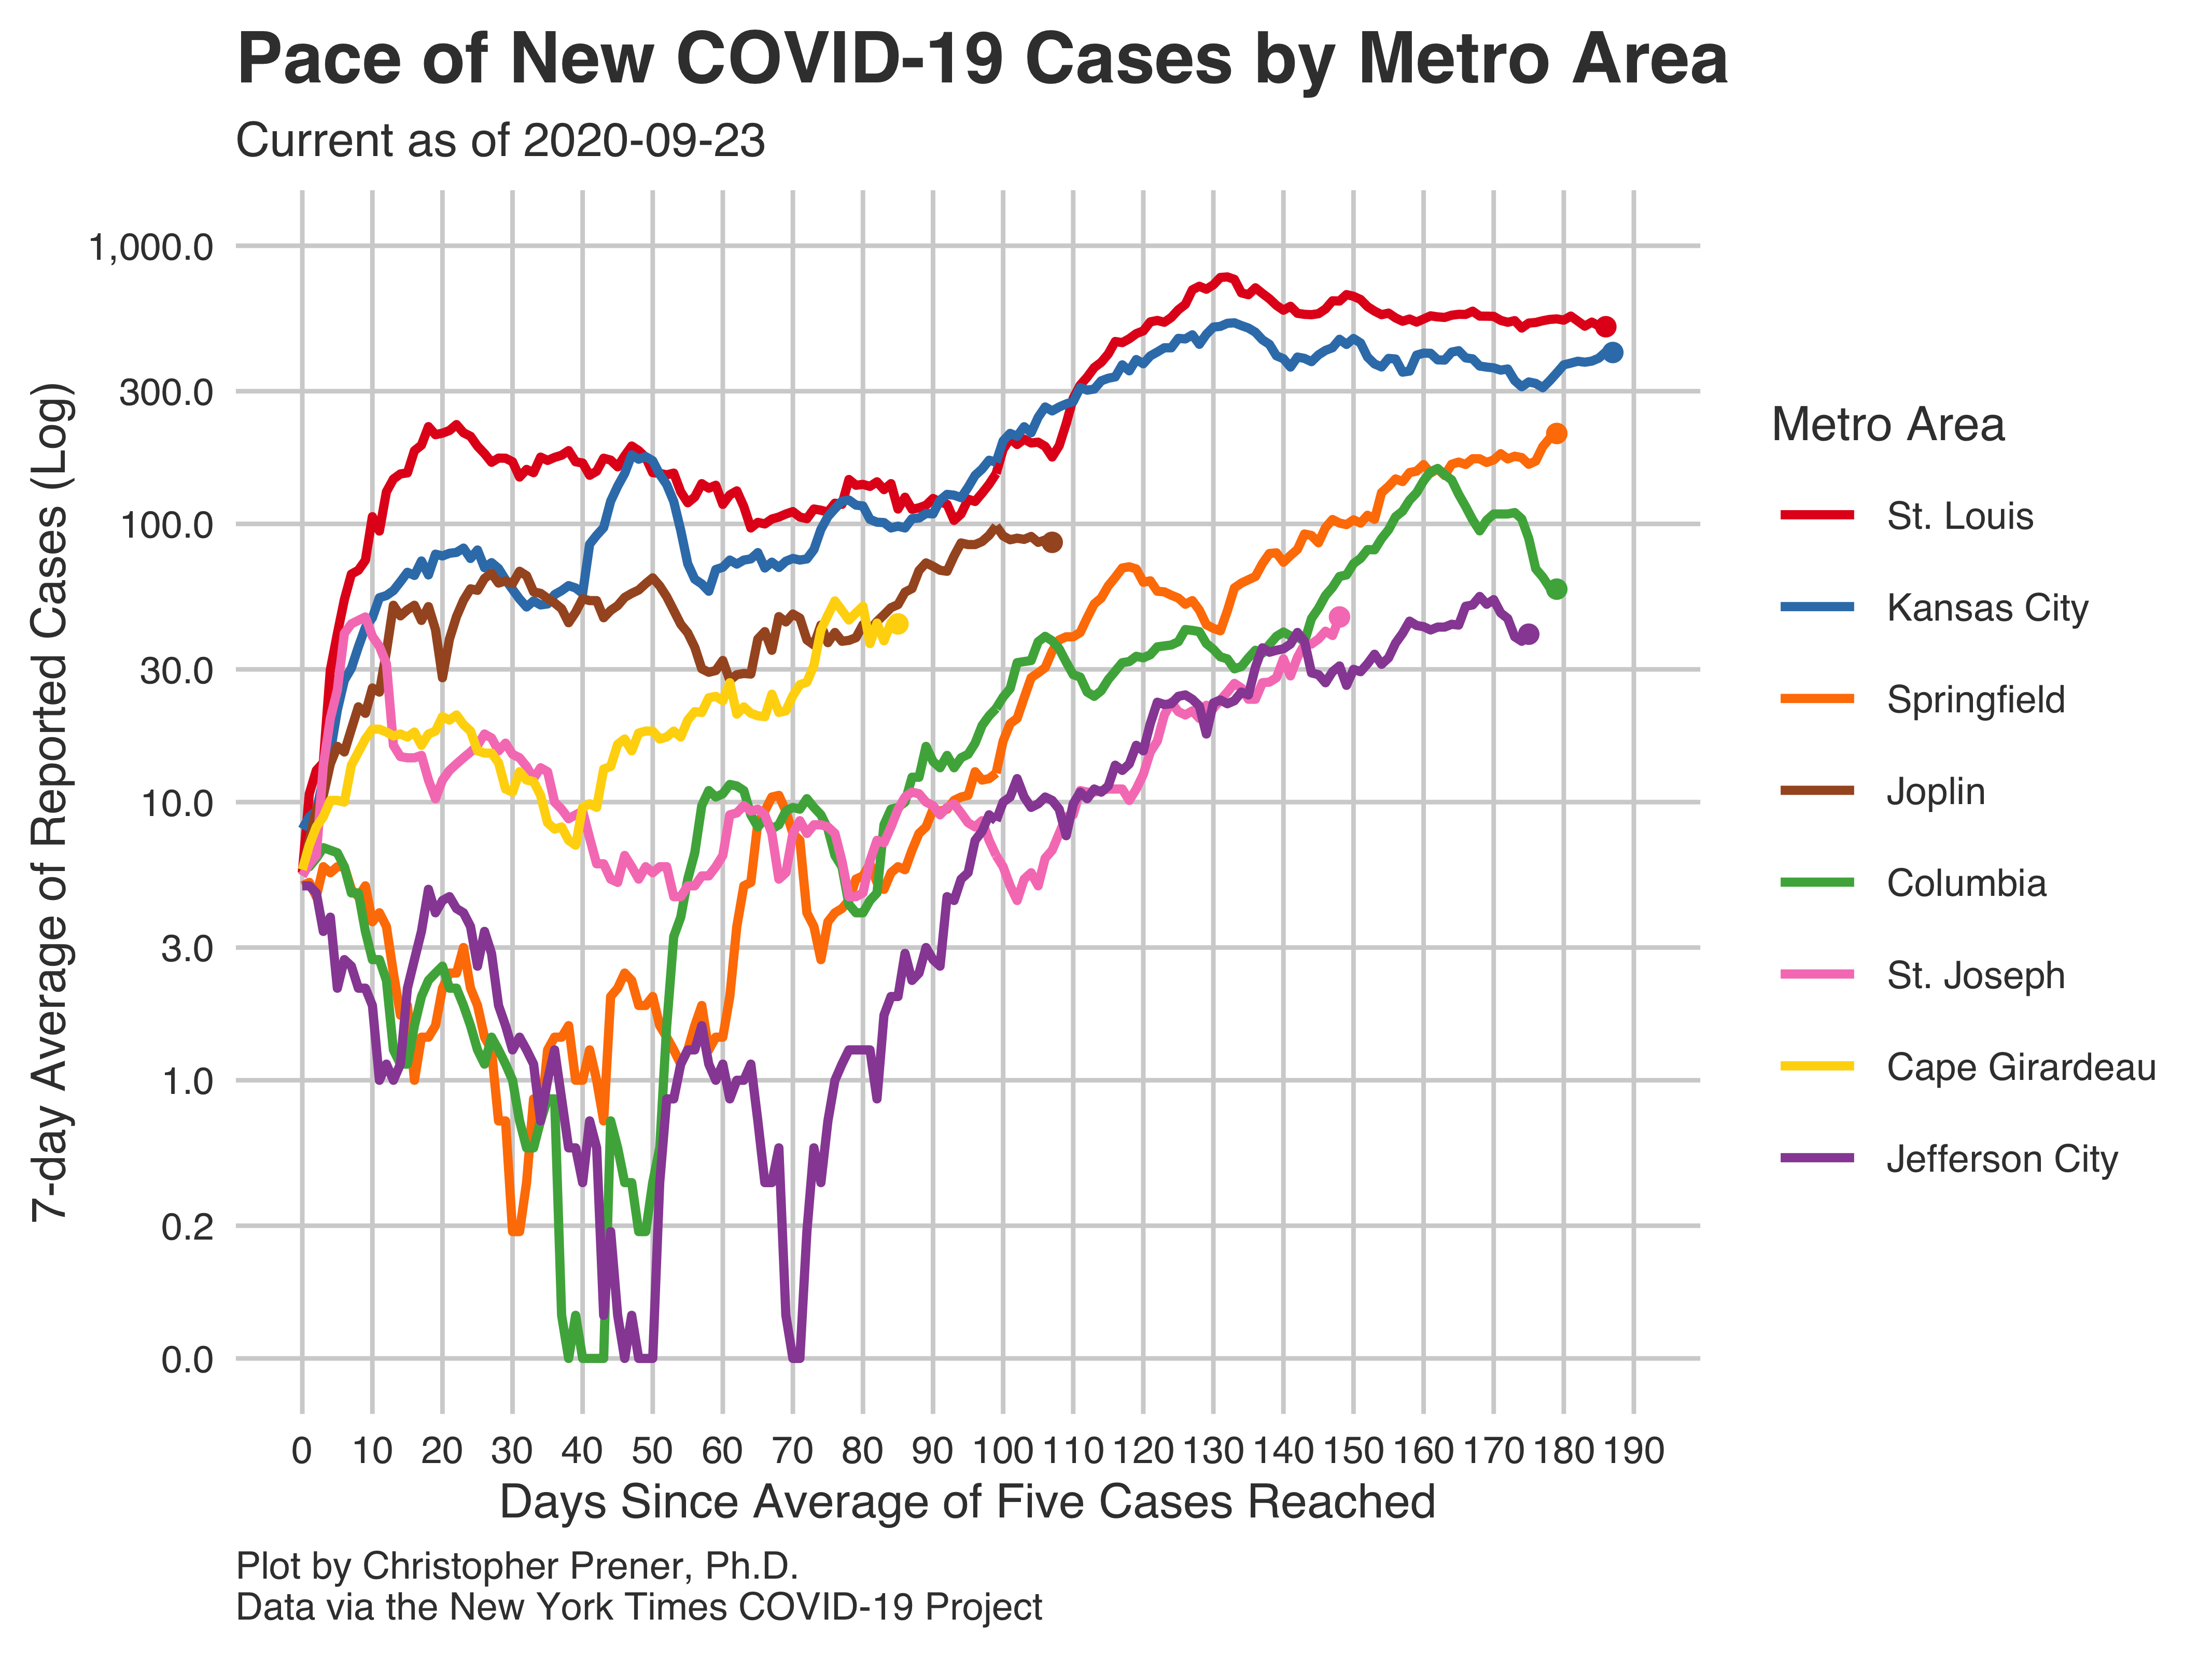 Pace of New COVID-19 Cases by Metro Area
Current as of 2020-09-23
7-day Average of Reported Cases (Log)
1,000.0
300.0
100.0
30.0
10.0
3.0
1.0
0.2
0.0
0 10 20 30 40 50 60 70 80 90 100 110 120 130 140 150 160 170 180 190
Days Since Average of Five Cases Reached
Metro Area
St. Louis
Kansas City
Springfield
Joplin
Columbia
St. Joseph
Cape Girardeau
Jefferson City
Plot by Christopher Prener, Ph.D.
Data via the New York Times COVID-19 Project